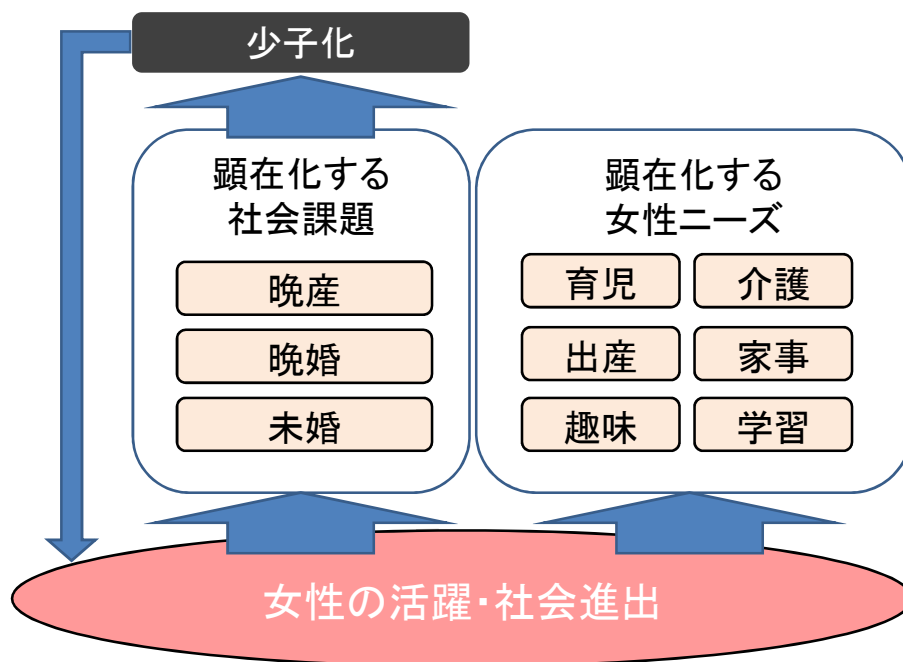 少子化
顕在化する
社会課題
晩産
晩婚
未婚
顕在化する
女性ニーズ
育児
介護
出産
家事
趣味
学習
女性の活躍・社会進出